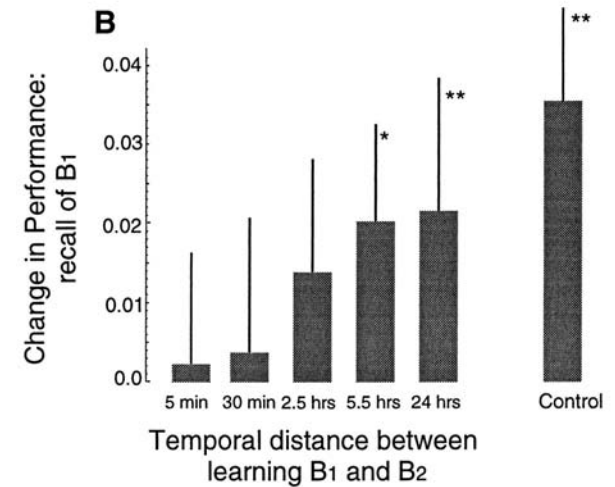 B
Change in Performance:
recall of B1
0.04
0.03
0.02
0.01
0.0
*
**
**
5 min 30 min 2.5 hrs 5.5 hrs 24 hrs Control
Temporal distance between
learning B1 and B2